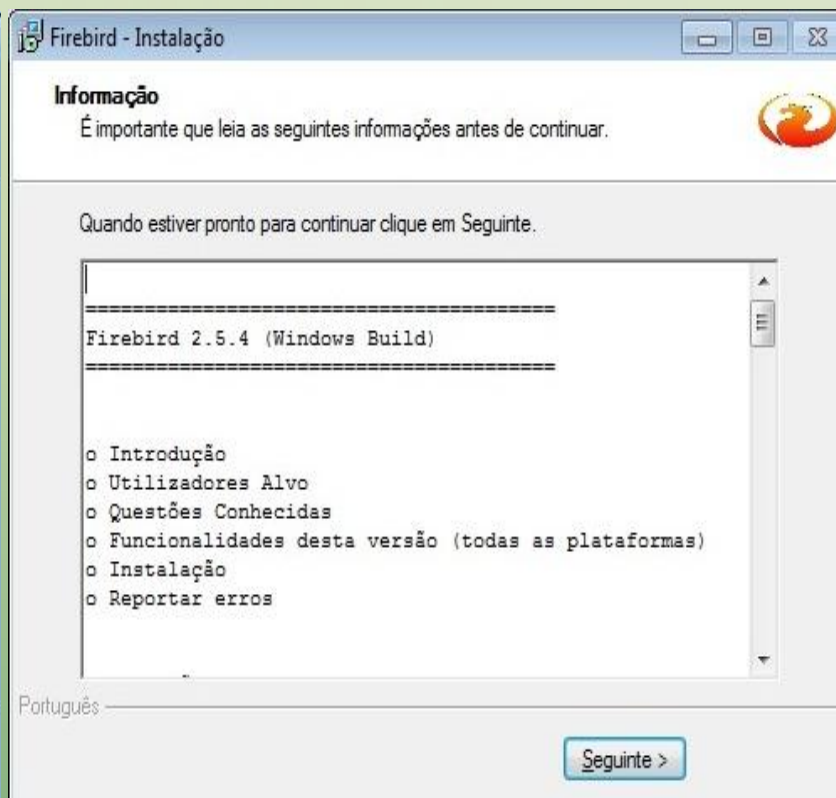 Firebird - Instalação
Informação
É importante que leia as seguintes informações antes de continuar.
Quando estiver pronto para continuar clique em Seguinte.
========================================
Firebird 2.5.4 (Windows Build)
========================================
o Introdução
o Utilizadores Alvo
o Questões Conhecidas
o Funcionalidades desta versão (todas as plataformas)
o Instalação
o Reportar erros
Português
Seguinte >